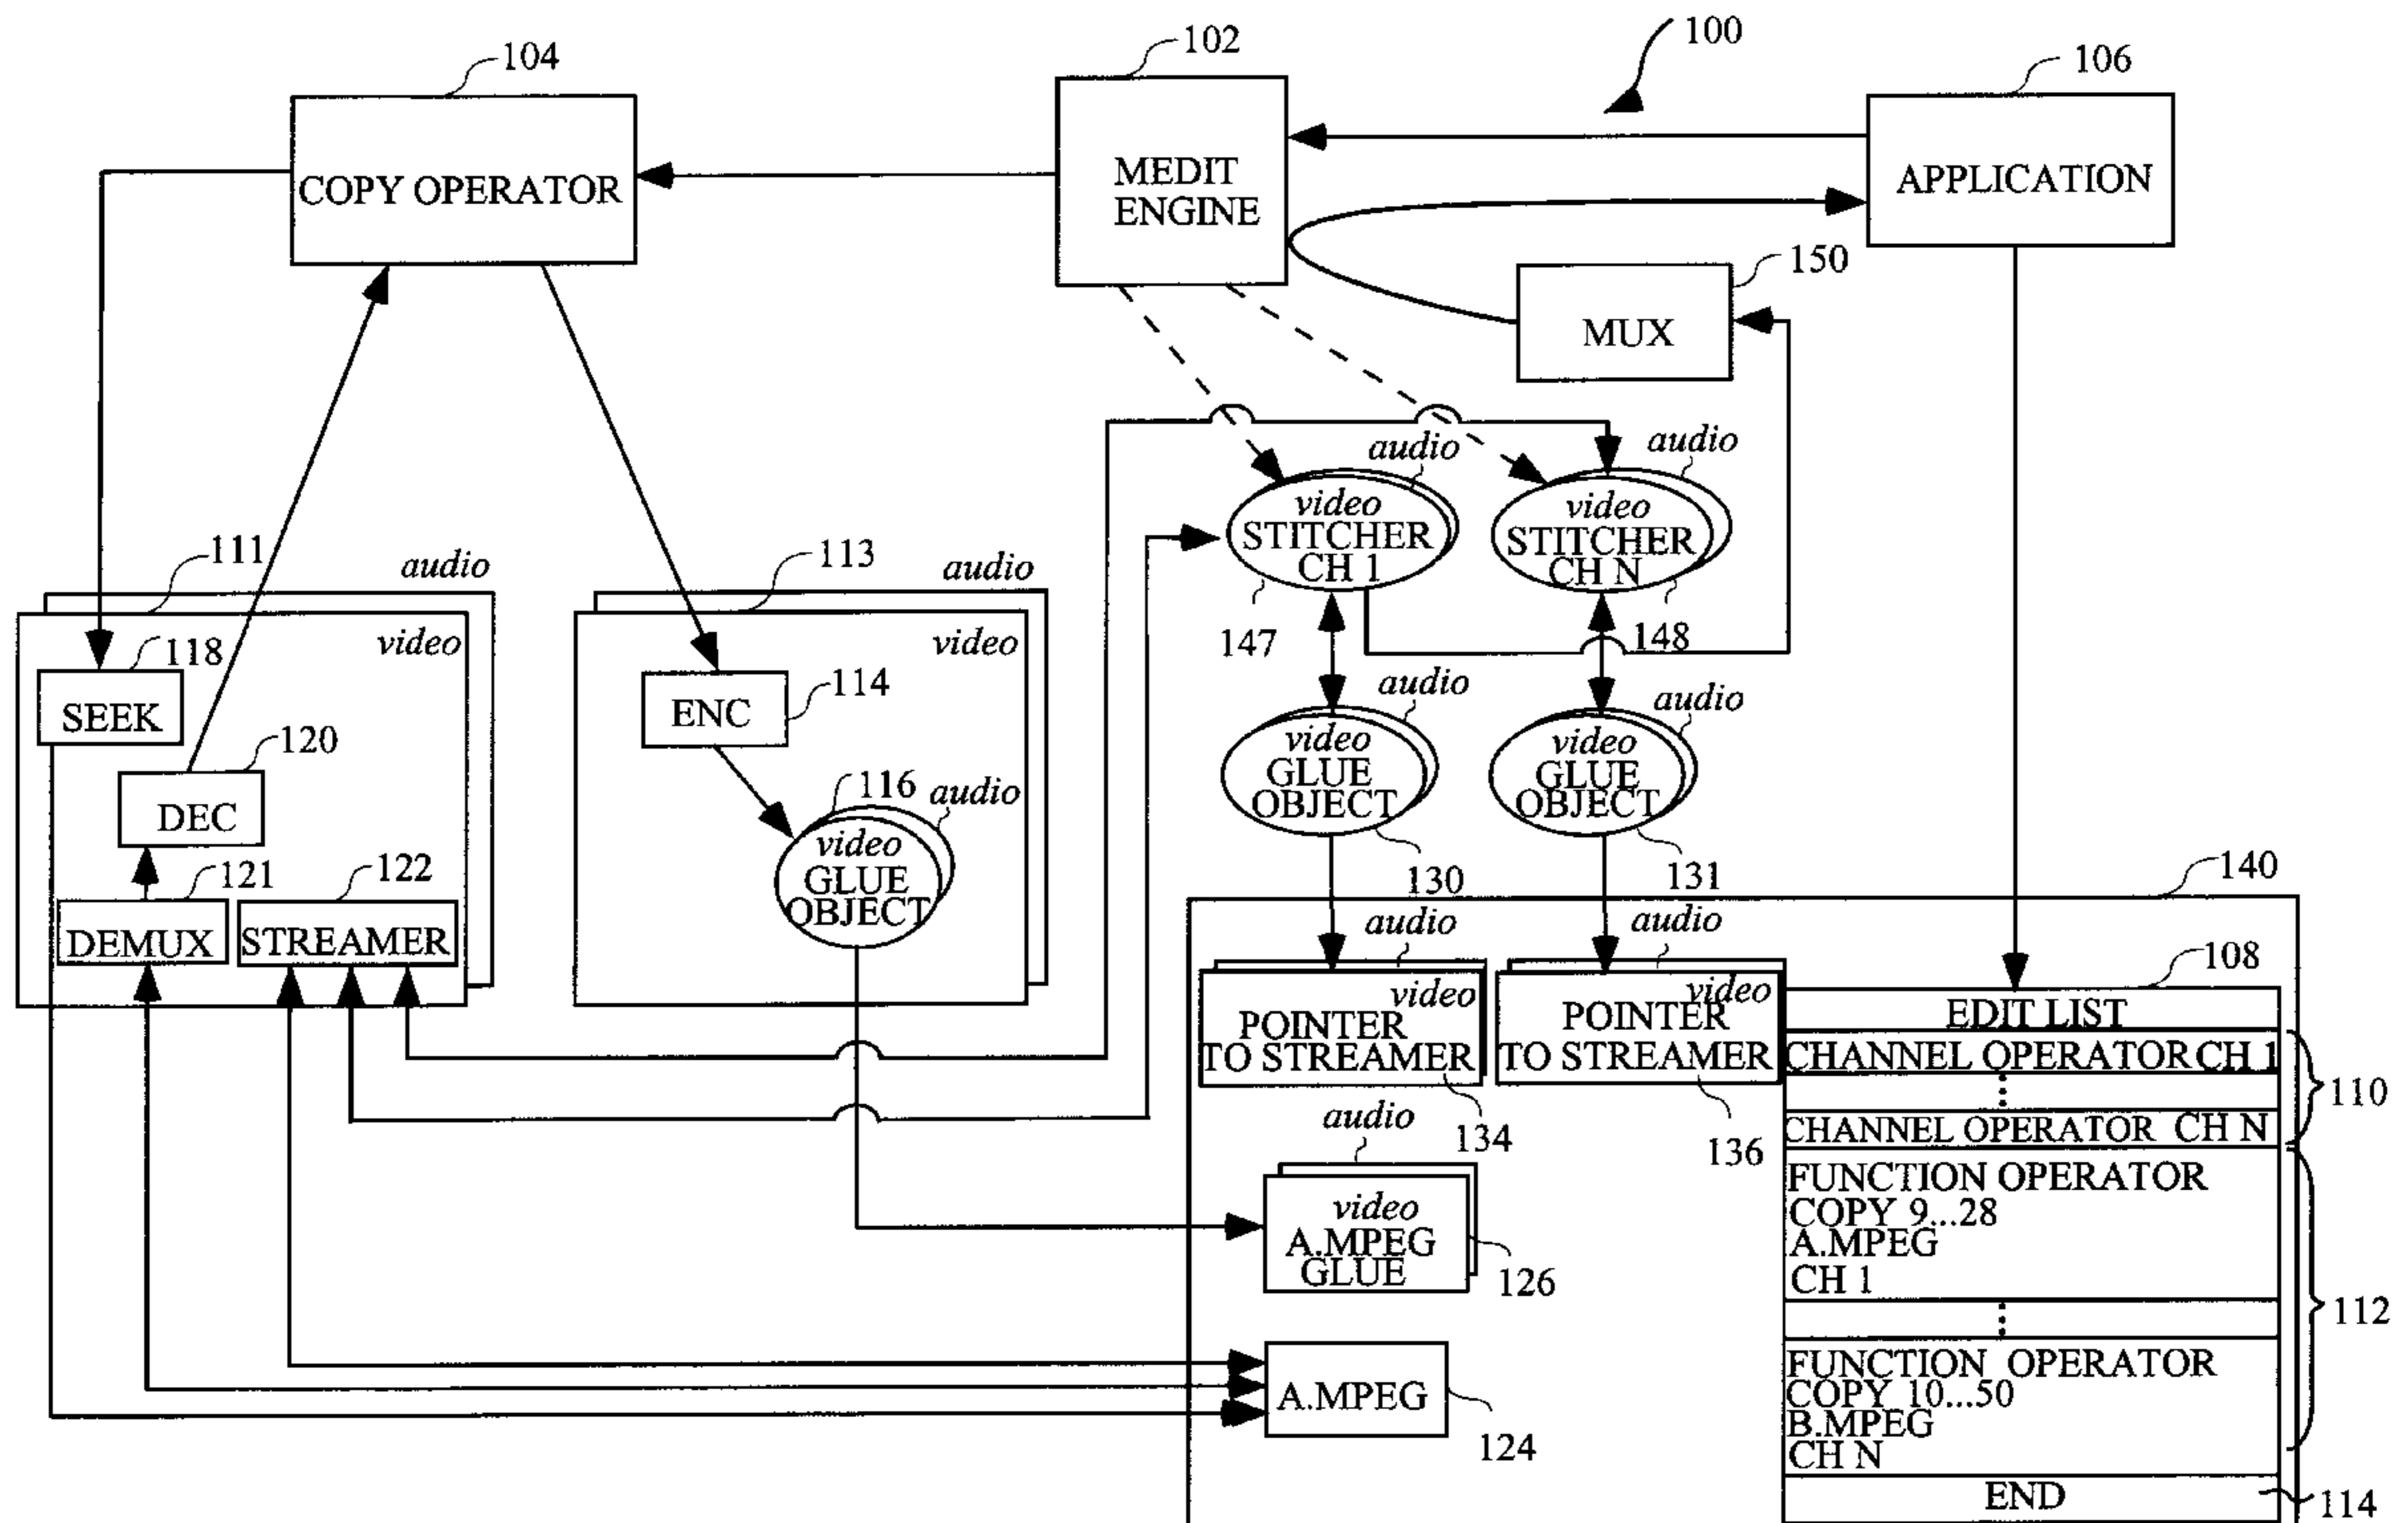 100
102
104
106
COPY OPERATOR
MEDIT
ENGINE
APPLICATION
150
MUX
audio
audio
video
STITCHER
CH 1
video
STITCHER
CH N
147
148
111
audio
video
118
SEEK
120
DEC
121
DEMUX
122
STREAMER
113
audio
video
ENC
114
116
audio
video
GLUE
OBJECT
audio
video
GLUE
OBJECT
130
audio
video
GLUE
OBJECT
131
140
audio
video
POINTER
TO STREAMER
134
audio
video
POINTER
TO STREAMER
136
audio
video
A.MPEG
GLUE
126
A.MPEG
124
108
EDIT LIST
CHANNEL OPERATOR CH 1
CHANNEL OPERATOR CH N
110
FUNCTION OPERATOR
COPY 9...28
A.MPEG
CH 1
112
FUNCTION OPERATOR
COPY 10...50
B.MPEG
CH N
END
114